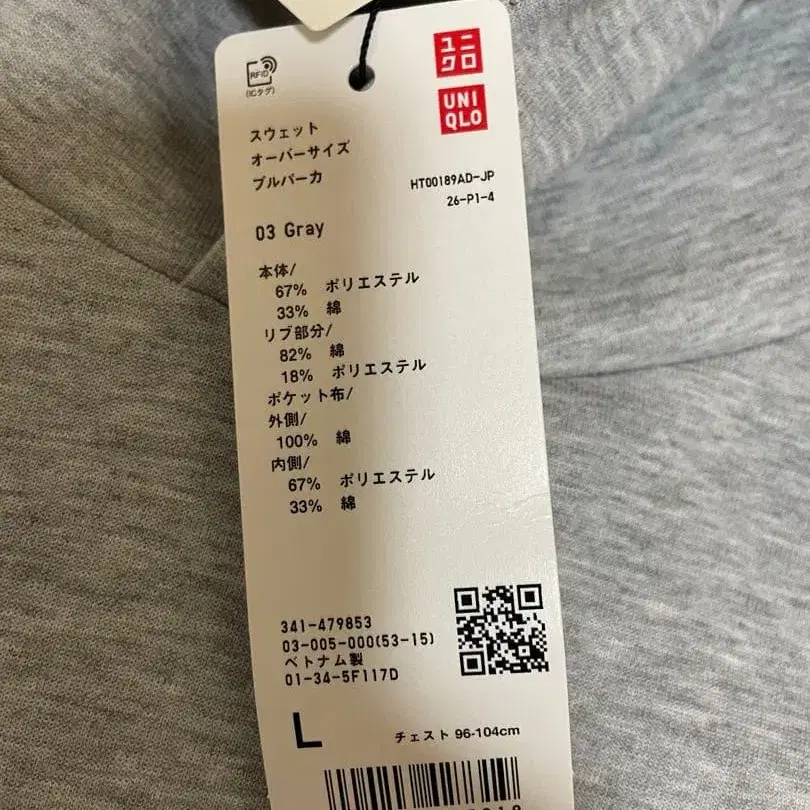 RFID
(ICタグ)
ユニ
クロ
UNI
QLO
スウェット
オーバーサイズ
プルパーカ
HT00189AD-JP
26-P1-4
03 Gray
本体/
67% ポリエステル
33% 綿
リブ部分/
82% 綿
18% ポリエステル
ポケット布/
外側/
100% 綿
内側/
67% ポリエステル
33% 綿
341-479853
03-005-000(53-15)
ベトナム製
01-34-5F117D
L
チェスト 96-104cm